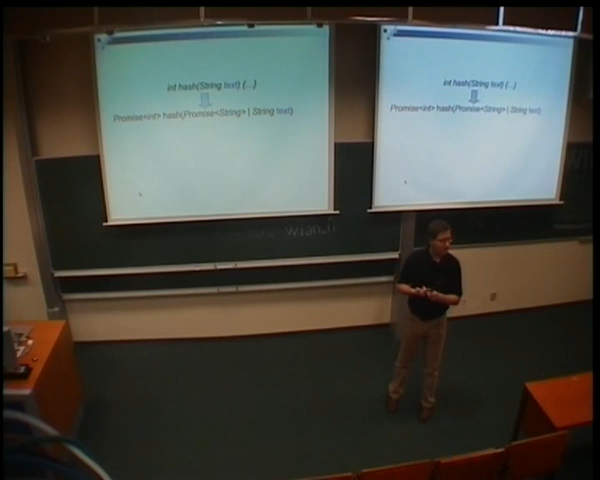 int hash(String text) {...}
Promise<int> hash(Promise<String> | String text)
int hash(String text) {...}
Promise<int> hash(Promise<String> | String text)